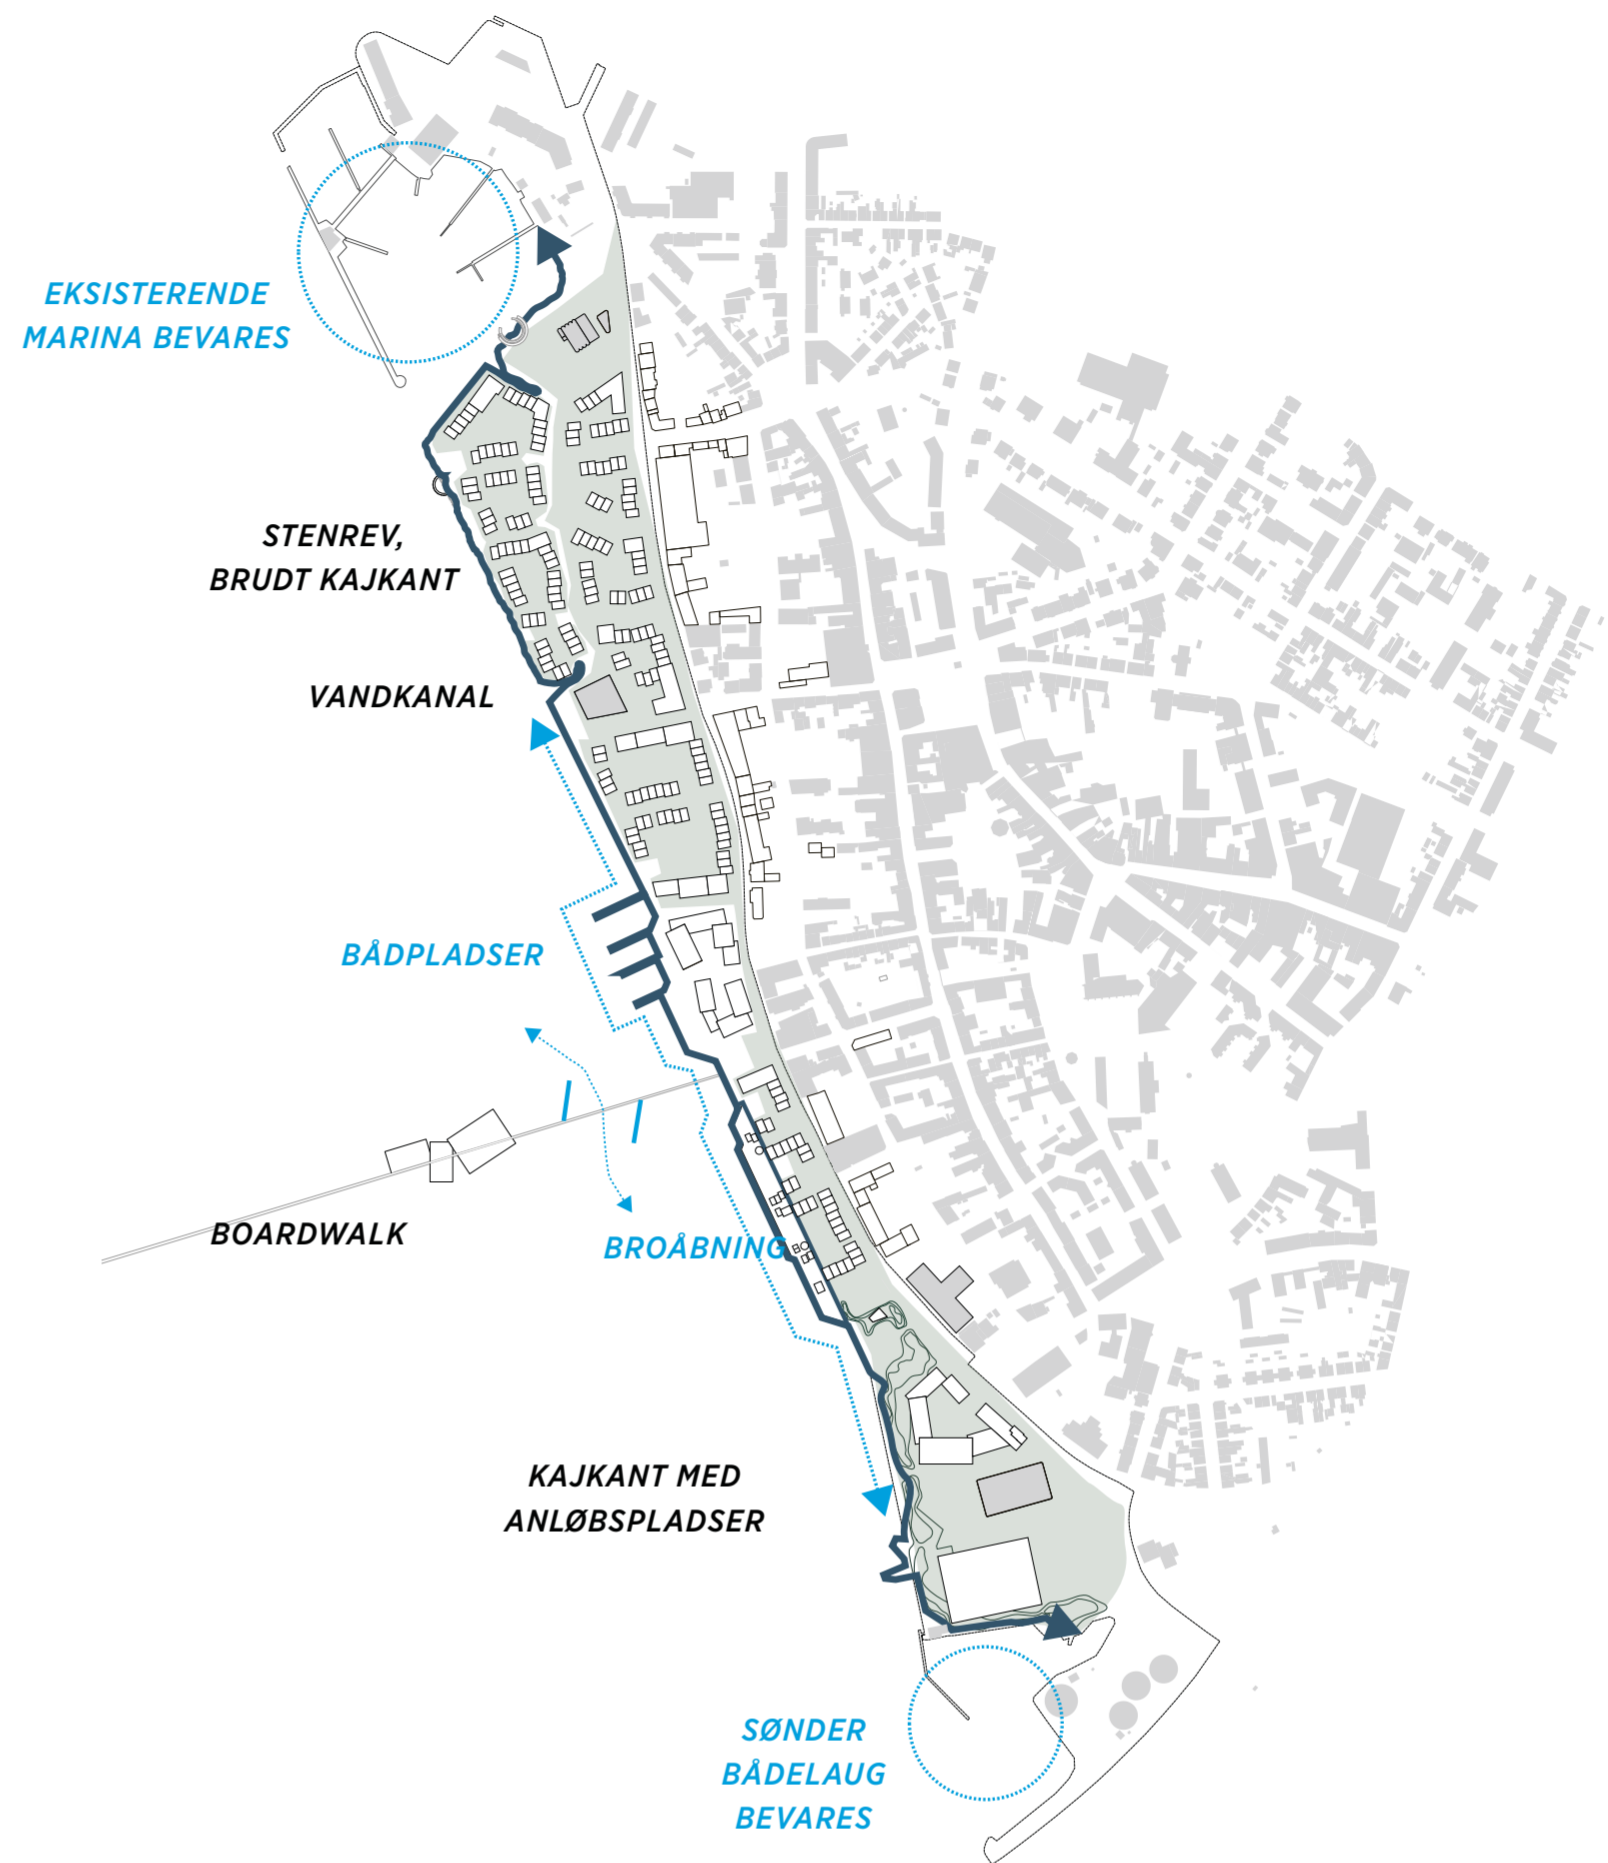 EKSISTERENDE
MARINA BEVARES
STENREV,
BRUDT KAJKANT
VANDKANAL
BÅDPLADSER
BOARDWALK
BROÅBNING
KAJKANT MED
ANLØBSPLADSER
SØNDER
BÅDELAUG
BEVARES